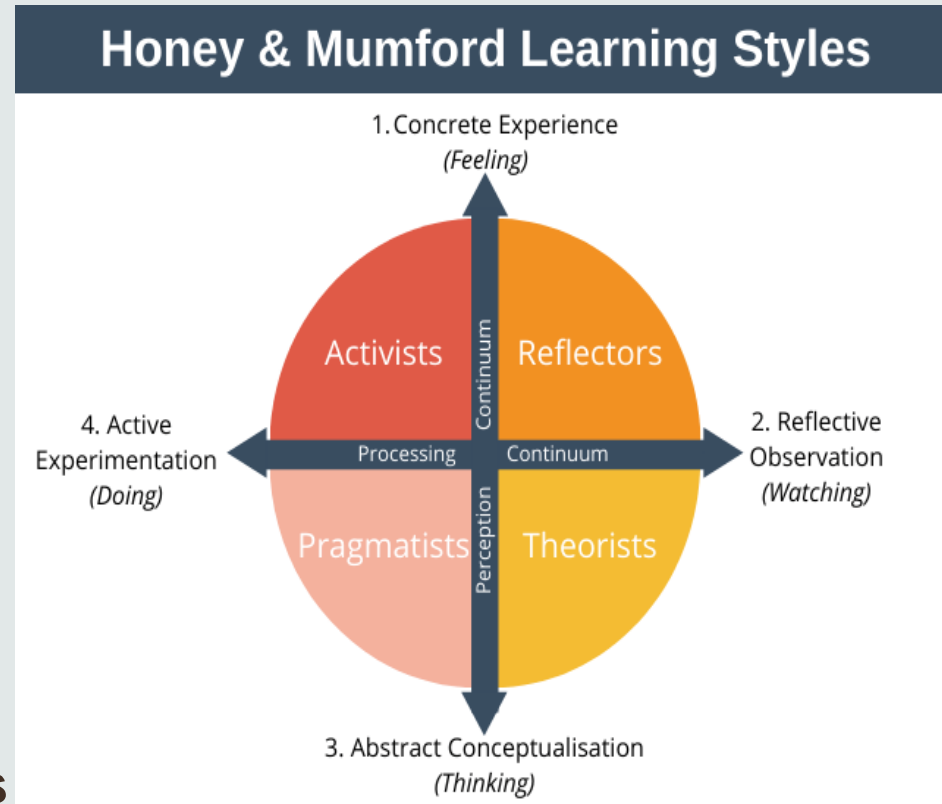 Honey & Mumford Learning Styles
1. Concrete Experience
(Feeling)
Activists
Reflectors
Continuum
4. Active
Experimentation
(Doing)
Processing
Continuum
2. Reflective
Observation
(Watching)
Pragmatists
Perception
Theorists
3. Abstract Conceptualisation
(Thinking)
s